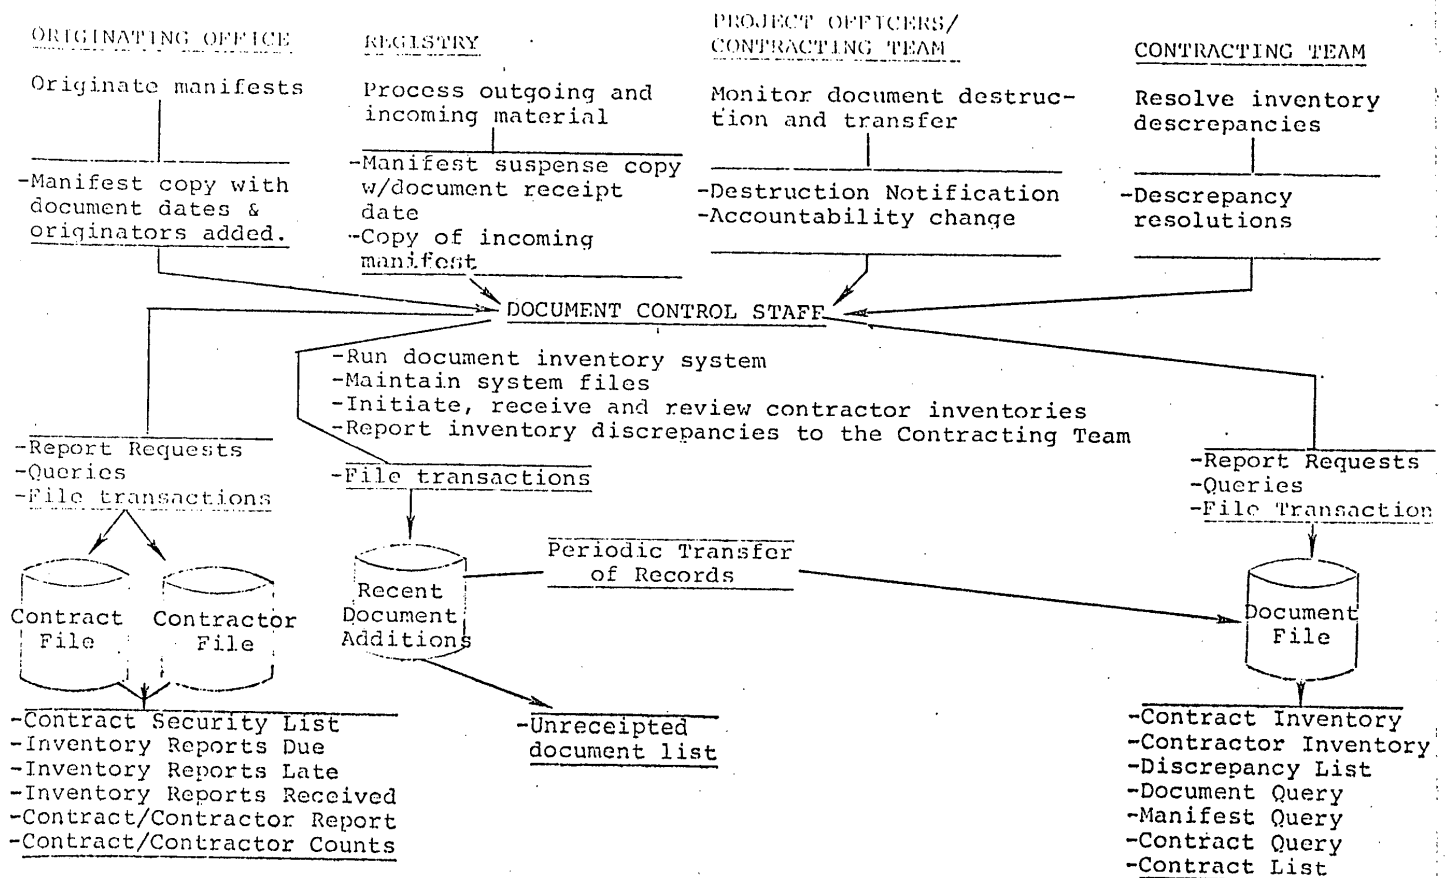 ORIGINATING OFFICE
Originate manifests
-Manifest copy with
document dates &
originators added.
REGISTRY
Process outgoing and
incoming material
-Manifest suspense copy
w/document receipt
date
-Copy of incoming
manifest
PROJECT OFFICERS/
CONTRACTING TEAM
Monitor document destruc-
tion and transfer
-Destruction Notification
-Accountability change
CONTRACTING TEAM
Resolve inventory
descrepancies
-Descrepancy
resolutions
DOCUMENT CONTROL STAFF
-Run document inventory system
-Maintain system files
-Initiate, receive and review contractor inventories
-Report inventory discrepancies to the Contracting Team
-Report Requests
-Queries
-File transactions
Contract
File
Contractor
File
-Contract Security List
-Inventory Reports Due
-Inventory Reports Late
-Inventory Reports Received
-Contract/Contractor Report
-Contract/Contractor Counts
-File transactions
Recent
Document
Additions
Periodic Transfer
of Records
-Unreceipted
document list
-Report Requests
-Queries
-File Transaction
Document
File
-Contract Inventory
-Contractor Inventory
-Discrepancy List
-Document Query
-Manifest Query
-Contract Query
-Contract List